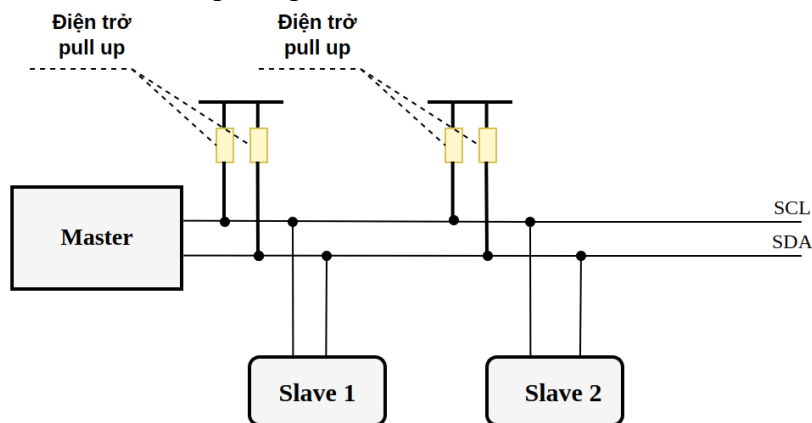 Điện trở
pull up
Điện trở
pull up
SCL
Master
SDA
Slave 1
Slave 2